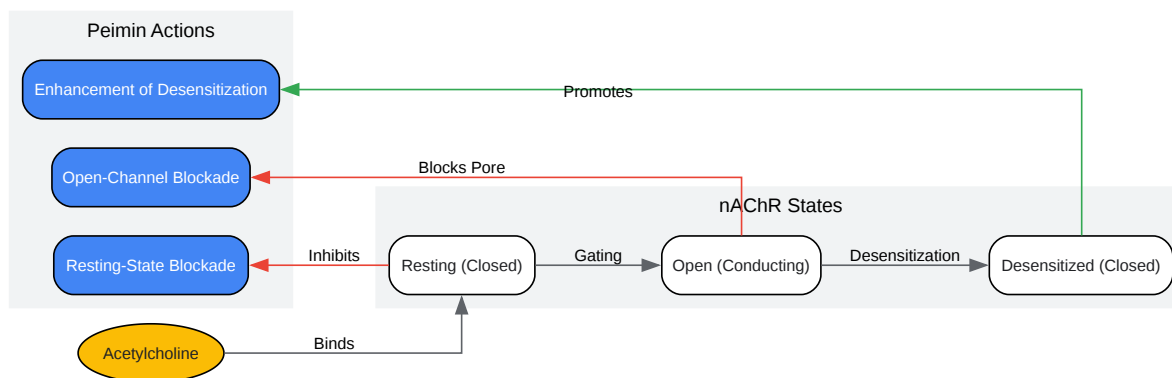 Peimin Actions
Enhancement of Desensitization
Promotes
Open-Channel Blockade
Blocks Pore
nAChR States
Resting-State Blockade
Inhibits
Resting (Closed)
Gating
Open (Conducting)
Desensitization
Desensitized (Closed)
Acetylcholine
Binds